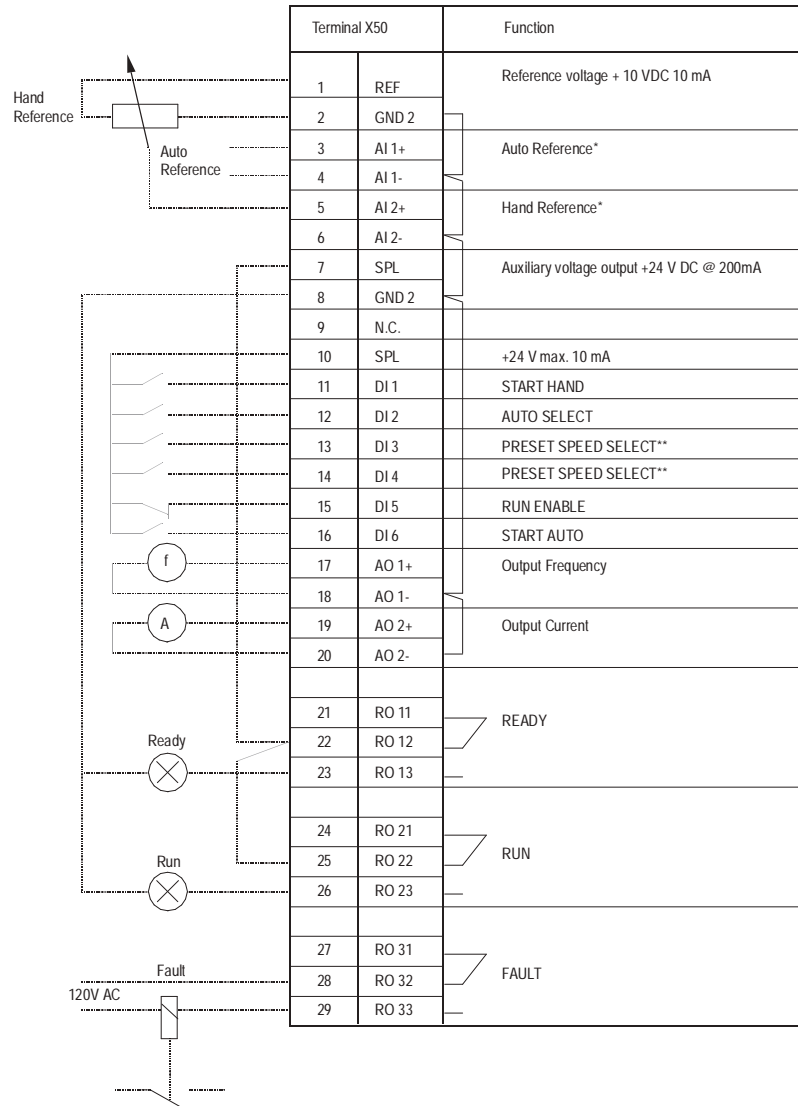 Terminal X50 Function
1 REF Reference voltage + 10 VDC 10 mA
Hand
Reference
2 GND 2
Auto
Reference
3 AI 1+ Auto Reference*
4 AI 1-
5 AI 2+ Hand Reference*
6 AI 2-
7 SPL Auxiliary voltage output +24 V DC @ 200mA
8 GND 2
9 N.C.
10 SPL +24 V max. 10 mA
11 DI 1 START HAND
12 DI 2 AUTO SELECT
13 DI 3 PRESET SPEED SELECT**
14 DI 4 PRESET SPEED SELECT**
15 DI 5 RUN ENABLE
16 DI 6 START AUTO
f 17 AO 1+ Output Frequency
18 AO 1-
A 19 AO 2+ Output Current
20 AO 2-
21 RO 11 READY
Ready 22 RO 12
23 RO 13
24 RO 21
Run 25 RO 22 RUN
26 RO 23
27 RO 31
Fault 28 RO 32 FAULT
120V AC 29 RO 33